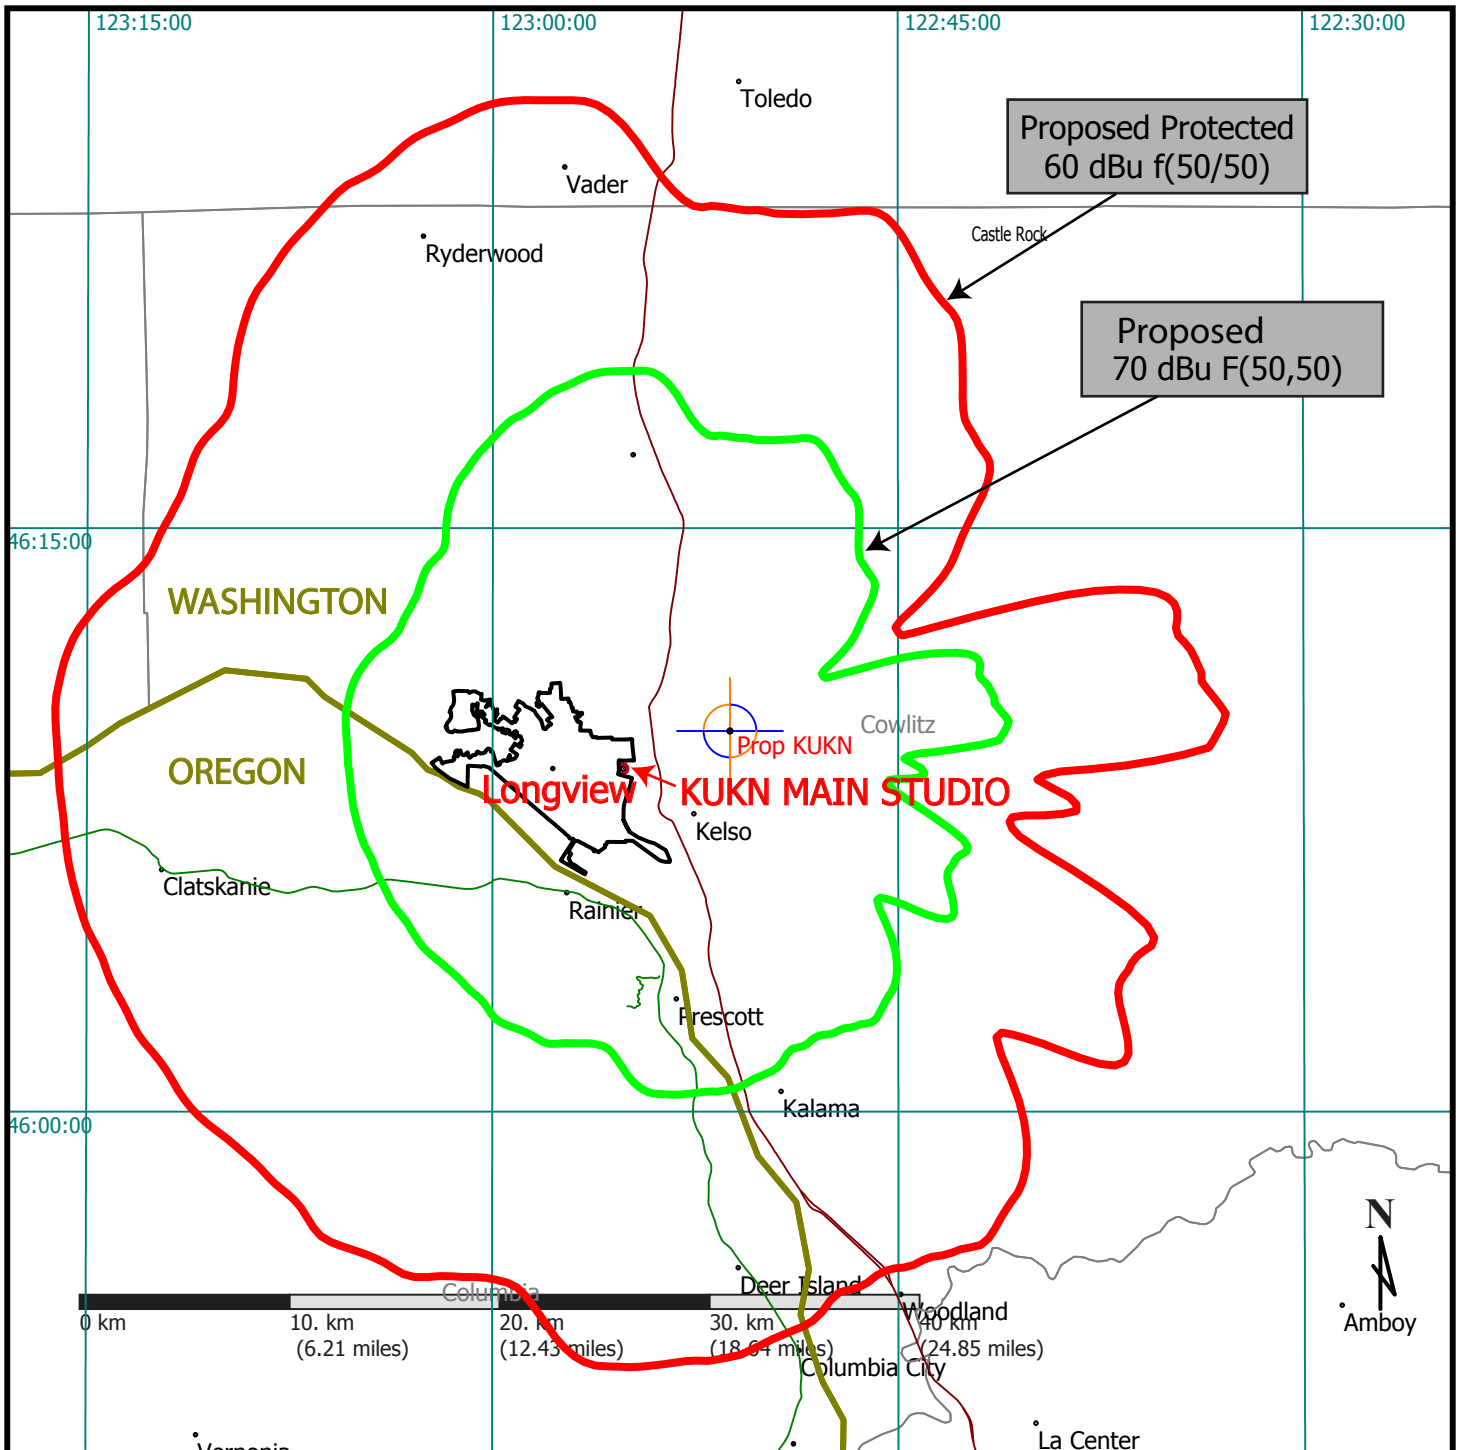 123:15:00
123:00:00
122:45:00
122:30:00
Toledo
Proposed Protected
60 dBu f(50/50)
Vader
Castle Rock
Ryderwood
Proposed
70 dBu F(50,50)
46:15:00
WASHINGTON
Cowlitz
Prop KUKN
OREGON
Longview
KUKN MAIN STUDIO
Kelso
Clatskanie
Rainier
Prescott
Kalama
46:00:00
N
Deer Island
Columbia
Woodland
0 km
10. km
20. km
30. km
40 km
Amboy
(6.21 miles)
(12.43 miles)
(18.64 miles)
(24.85 miles)
Columbia City
La Center
Vernonia